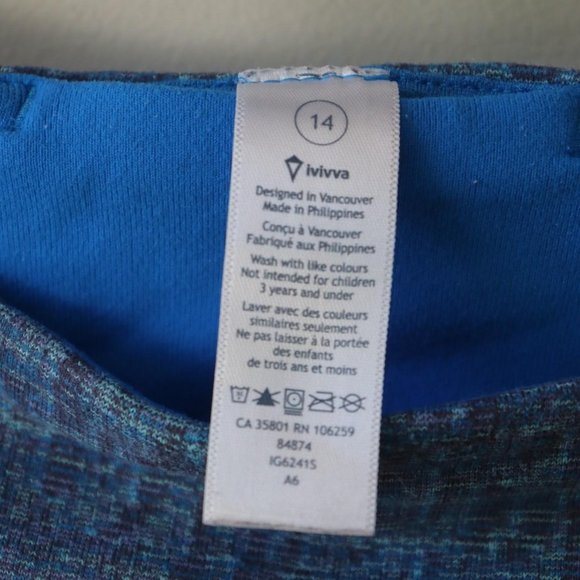 14
ivivva
Designed in Vancouver
Made in Philippines
Conçu à Vancouver
Fabriqué aux Philippines
Wash with like colours
Not intended for children
3 years and under
Laver avec des couleurs
similaires seulement
Ne pas laisser à la portée
des enfants
de trois ans et moins
CA 35801 RN 106259
84874
IG6241S
A6